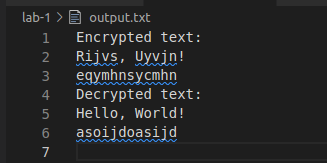 lab-1 > output.txt
1 Encrypted text:
2 Rijvs, Uyvjn!
3 eqymhnsycmhn
4 Decrypted text:
5 Hello, World!
6 asoijdoasijd
7